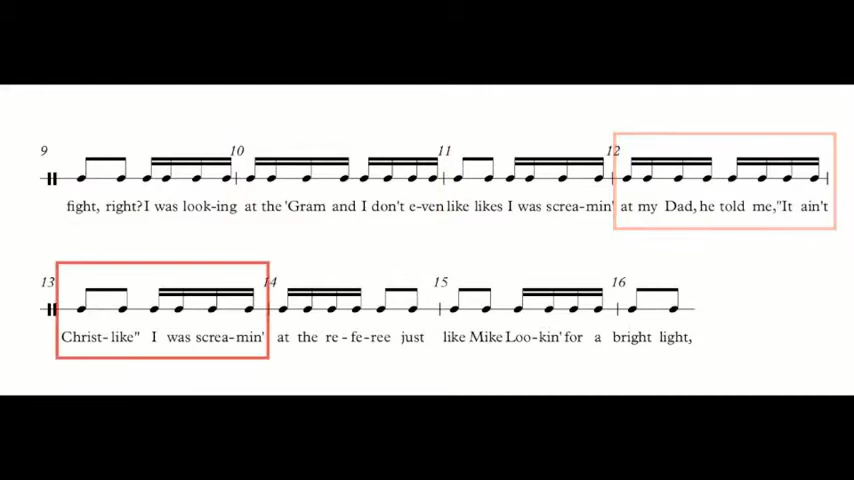 9 10 11 12
fight, right? I was look-ing at the 'Gram and I don't e-ven like likes I was screa-min' at my Dad, he told me, "It ain't
13 14 15 16
Christ-like" I was screa-min' at the re-fe-ree just like Mike Loo-kin' for a bright light,